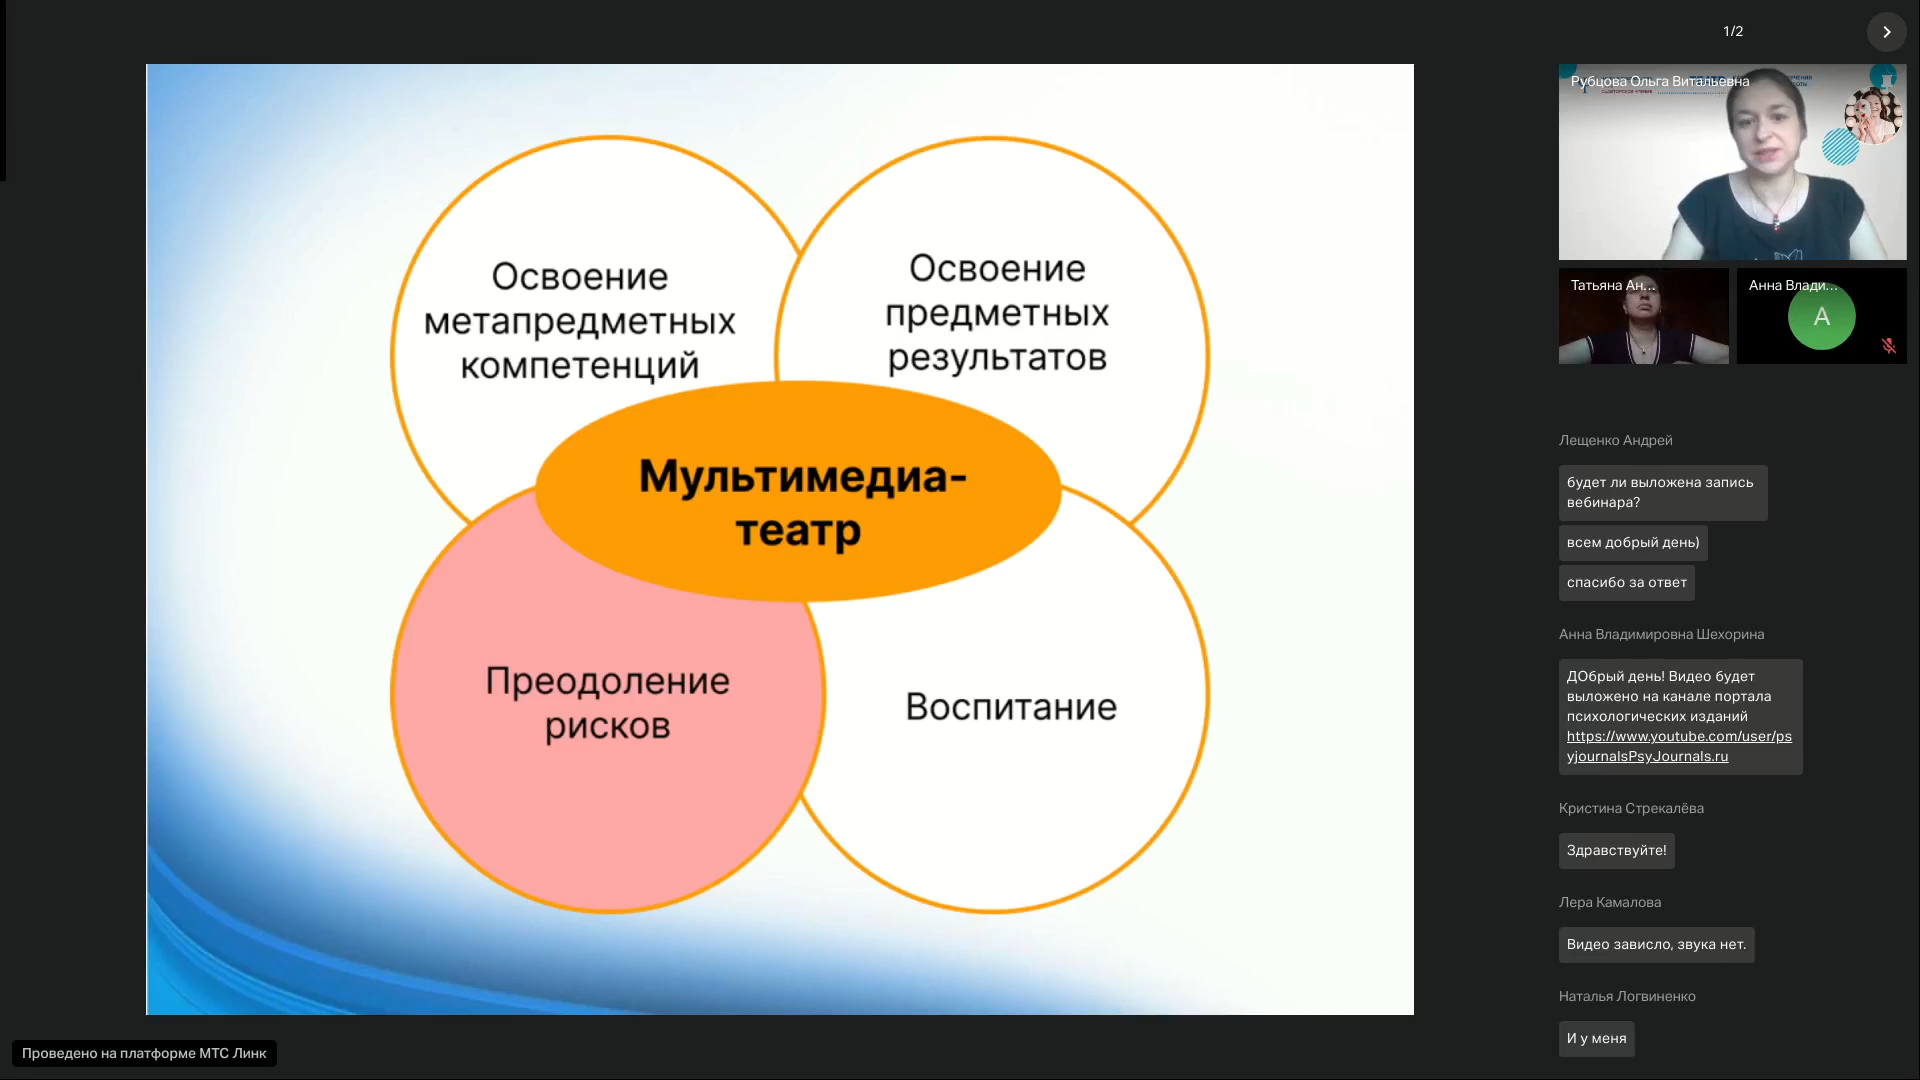 1/2
Освоение
метапредметных
компетенций
Освоение
предметных
результатов
Мультимедиа-
театр
Преодоление
рисков
Воспитание
Рубцова Ольга Витальевна
Татьяна Ан...
Анна Влади...
А
Лещенко Андрей
будет ли выложена запись
вебинара?
всем добрый день)
спасибо за ответ
Анна Владимировна Шехорина
ДОбрый день! Видео будет
выложено на канале портала
психологических изданий
https://www.youtube.com/user/ps
yjournalsPsyJournals.ru
Кристина Стрекалёва
Здравствуйте!
Лера Камалова
Видео зависло, звука нет.
Наталья Логвиненко
И у меня
Проведено на платформе МТС Линк